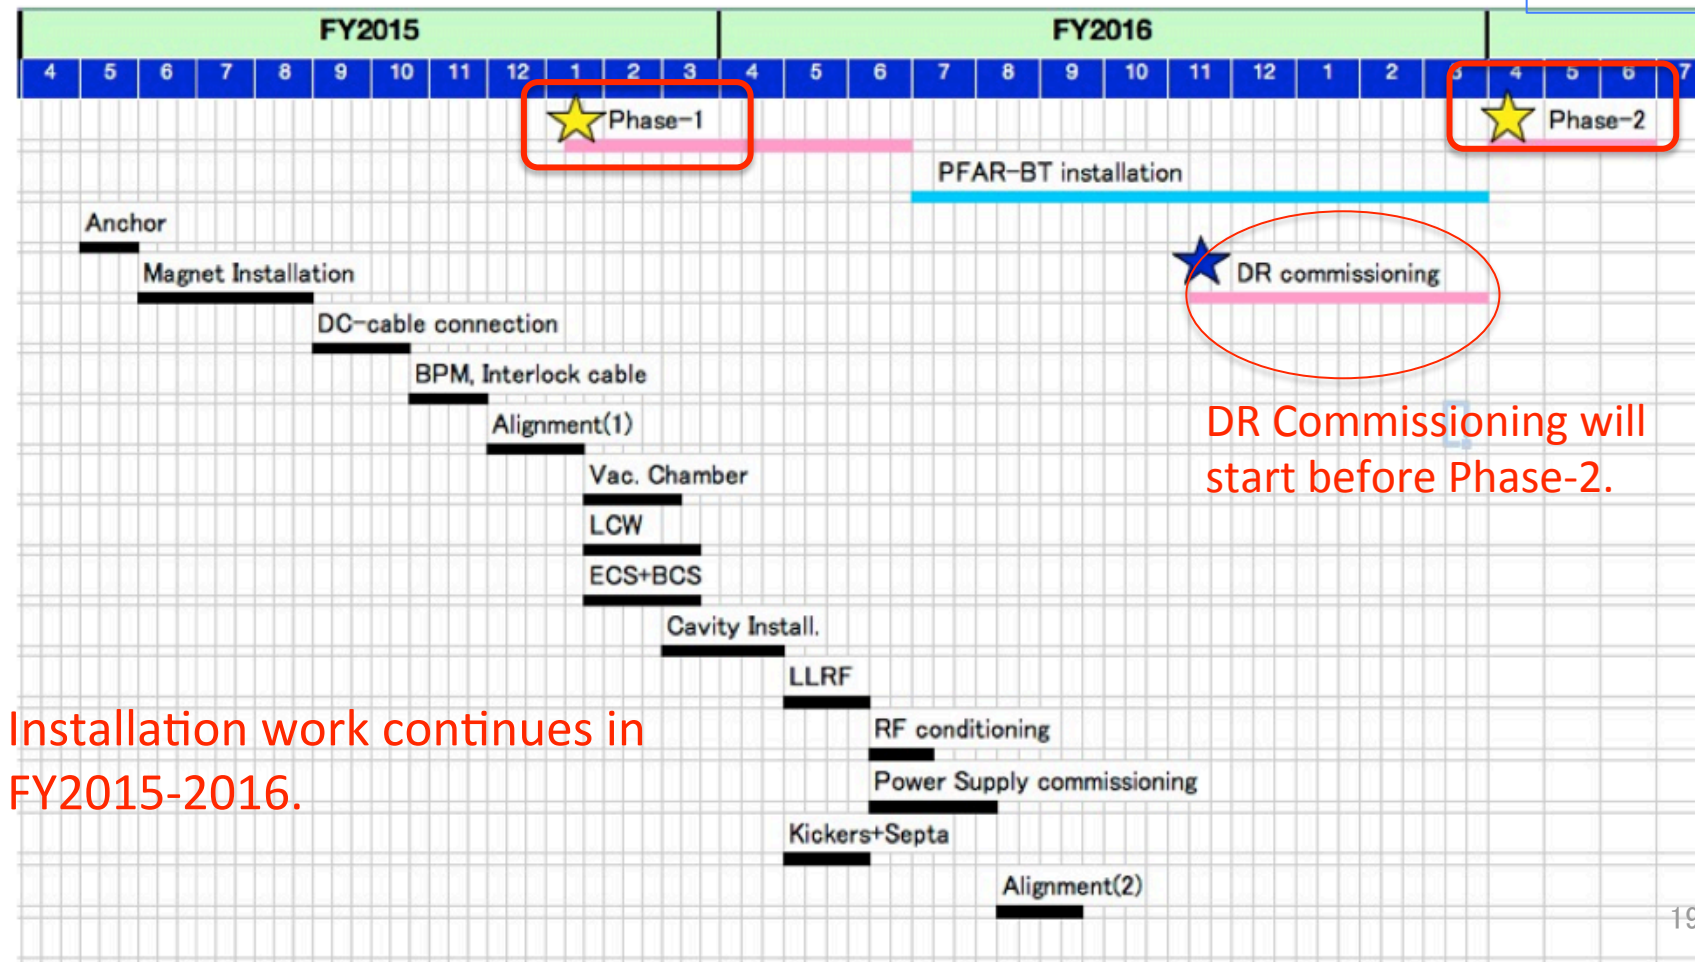 FY2015 FY2016
4 5 6 7 8 9 10 11 12 1 2 3 4 5 6 7 8 9 10 11 12 1 2 3 4 5 6 7
Phase-1 Phase-2
PFAR-BT installation
Anchor
Magnet Installation DR commissioning
DC-cable connection
BPM, Interlock cable
Alignment(1)
DR Commissioning will
start before Phase-2.
Vac. Chamber
LCW
ECS+BCS
Cavity Install.
LLRF
Installation work continues in
FY2015-2016.
RF conditioning
Power Supply commissioning
Kickers+Septa
Alignment(2)
19